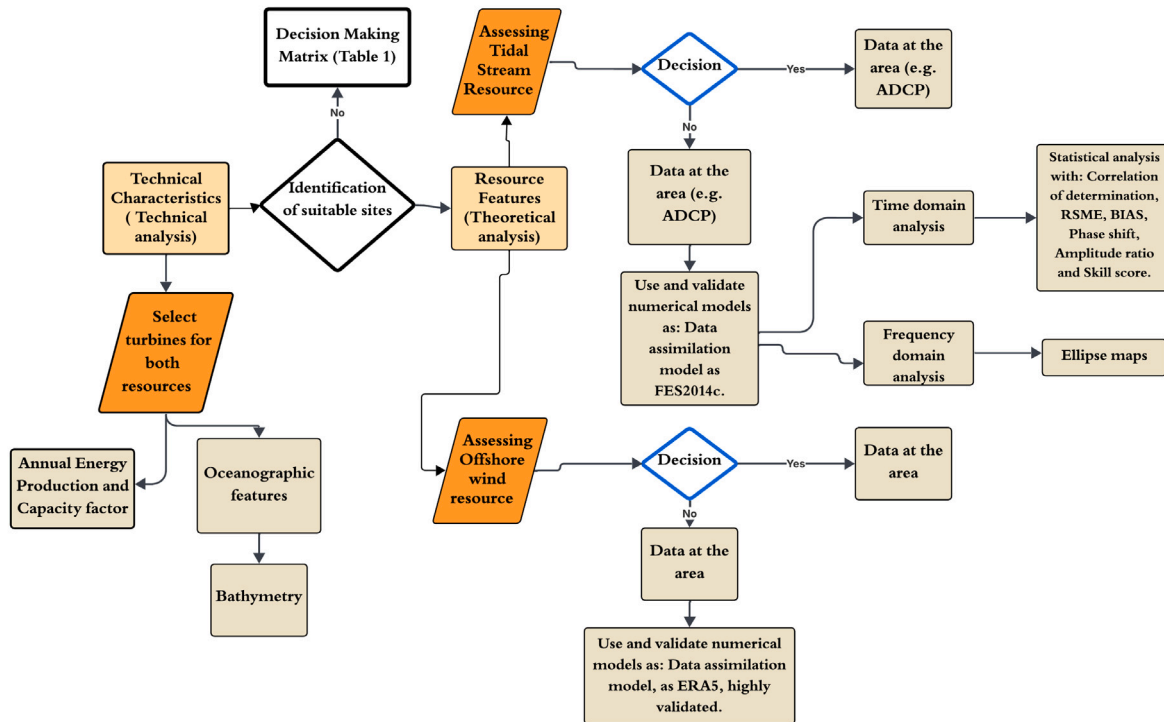 Decision Making
Matrix (Table 1)
No
Identification
of suitable sites
Technical
Characteristics
( Technical
analysis)
Select
turbines for
both
resources
Annual Energy
Production and
Capacity factor
Oceanographic
features
Bathymetry
Resource
Features
(Theoretical
analysis)
Assessing
Tidal
Stream
Resource
Decision
Yes
Data at the
area (e.g.
ADCP)
No
Data at the
area (e.g.
ADCP)
Use and validate
numerical models
as: Data
assimilation
model as
FES2014c.
Time domain
analysis
Statistical analysis
with: Correlation
of determination,
RSME, BIAS,
Phase shift,
Amplitude ratio
and Skill score.
Frequency
domain
analysis
Ellipse maps
Assessing
Offshore
wind
resource
Decision
Yes
Data at the
area
No
Data at the
area
Use and validate numerical
models as: Data assimilation
model, as ERA5, highly
validated.